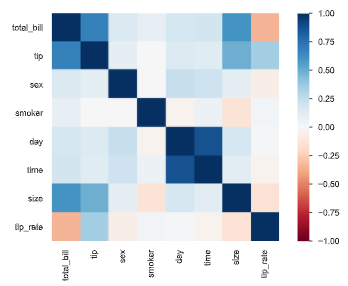 total_bill
tip
sex
smoker
day
time
size
tip_rate
total_bill
tip
sex
smoker
day
time
size
tip_rate
1.00
0.75
0.50
0.25
0.00
−0.25
−0.50
−0.75
−1.00